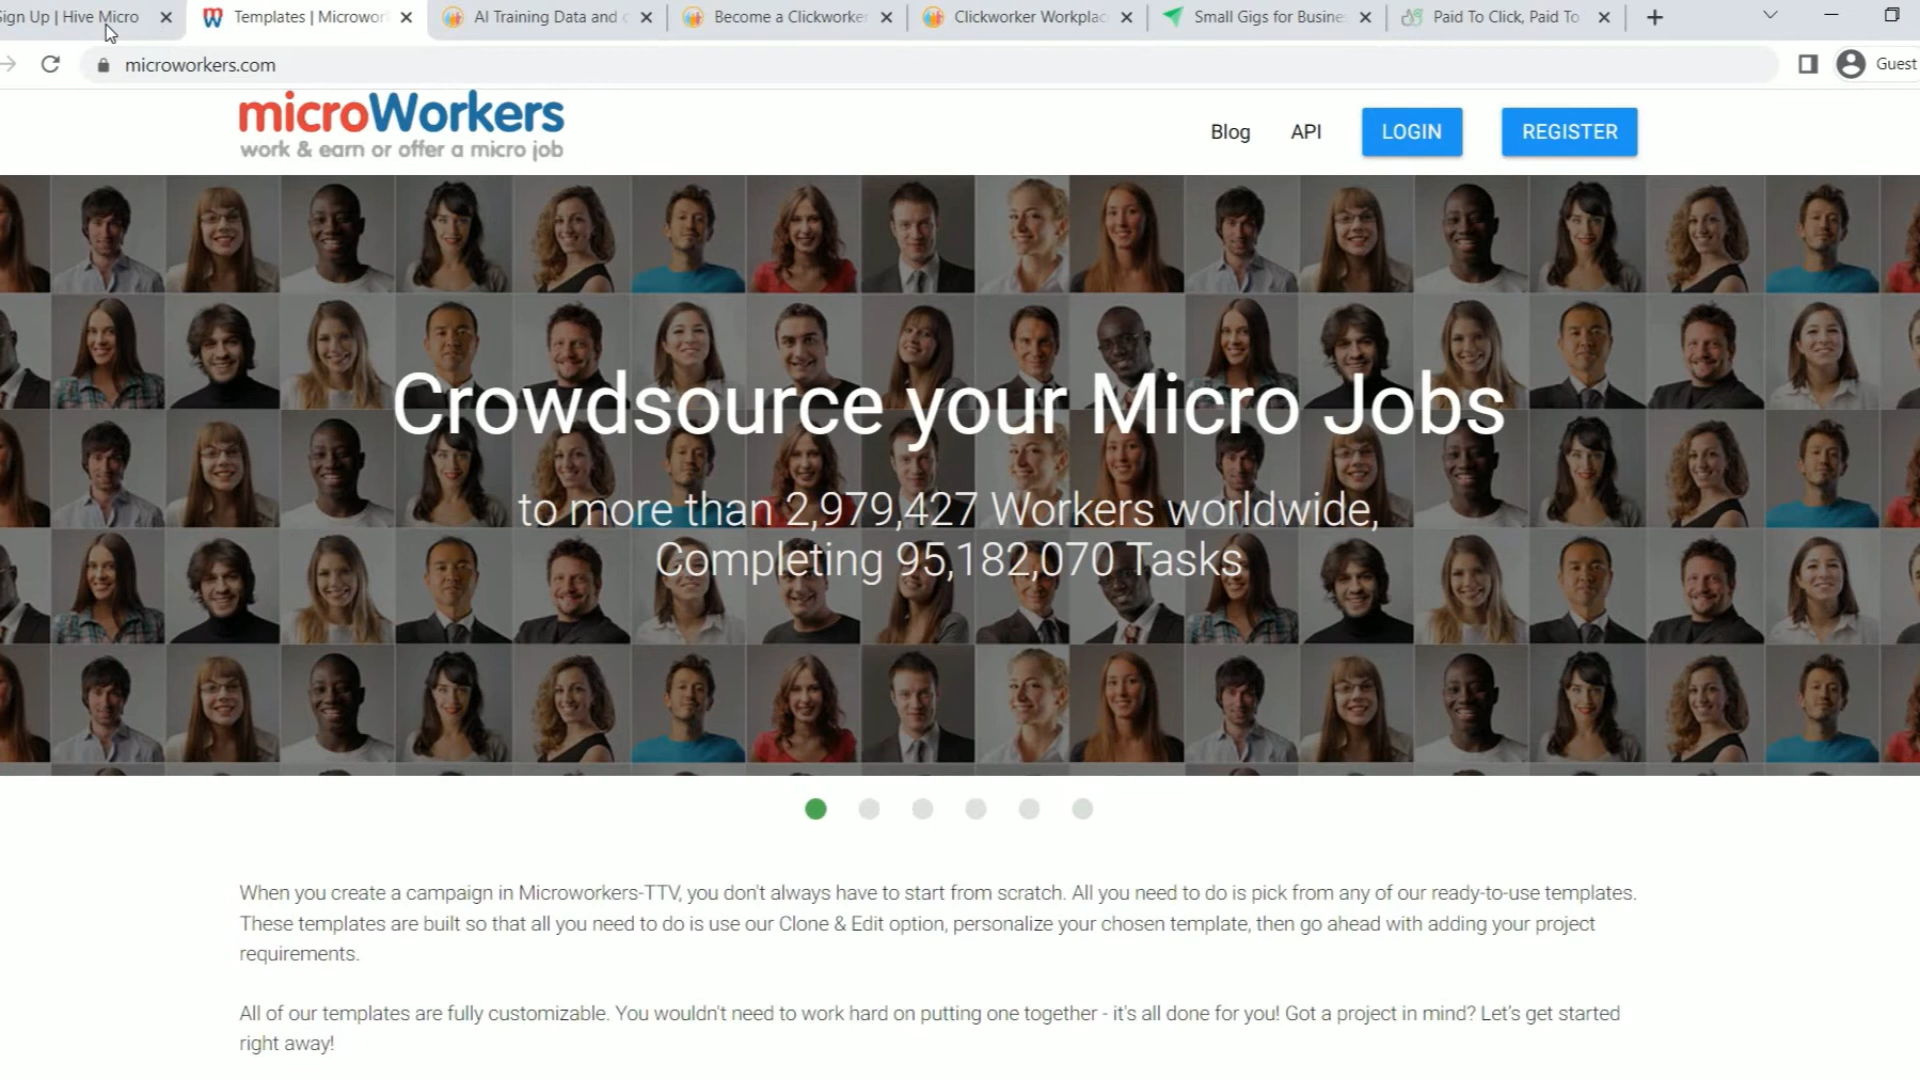 Sign Up | Hive Micro
Templates | Microwor
AI Training Data and
Become a Clickworker
Clickworker Workplac
Small Gigs for Busines
Paid To Click, Paid To
microworkers.com
Guest
microWorkers
work & earn or offer a micro job
Blog
API
LOGIN
REGISTER
Crowdsource your Micro Jobs
to more than 2,979,427 Workers worldwide,
Completing 95,182,070 Tasks
When you create a campaign in Microworkers-TTV, you don't always have to start from scratch. All you need to do is pick from any of our ready-to-use templates.
These templates are built so that all you need to do is use our Clone & Edit option, personalize your chosen template, then go ahead with adding your project
requirements.
All of our templates are fully customizable. You wouldn't need to work hard on putting one together - it's all done for you! Got a project in mind? Let's get started
right away!